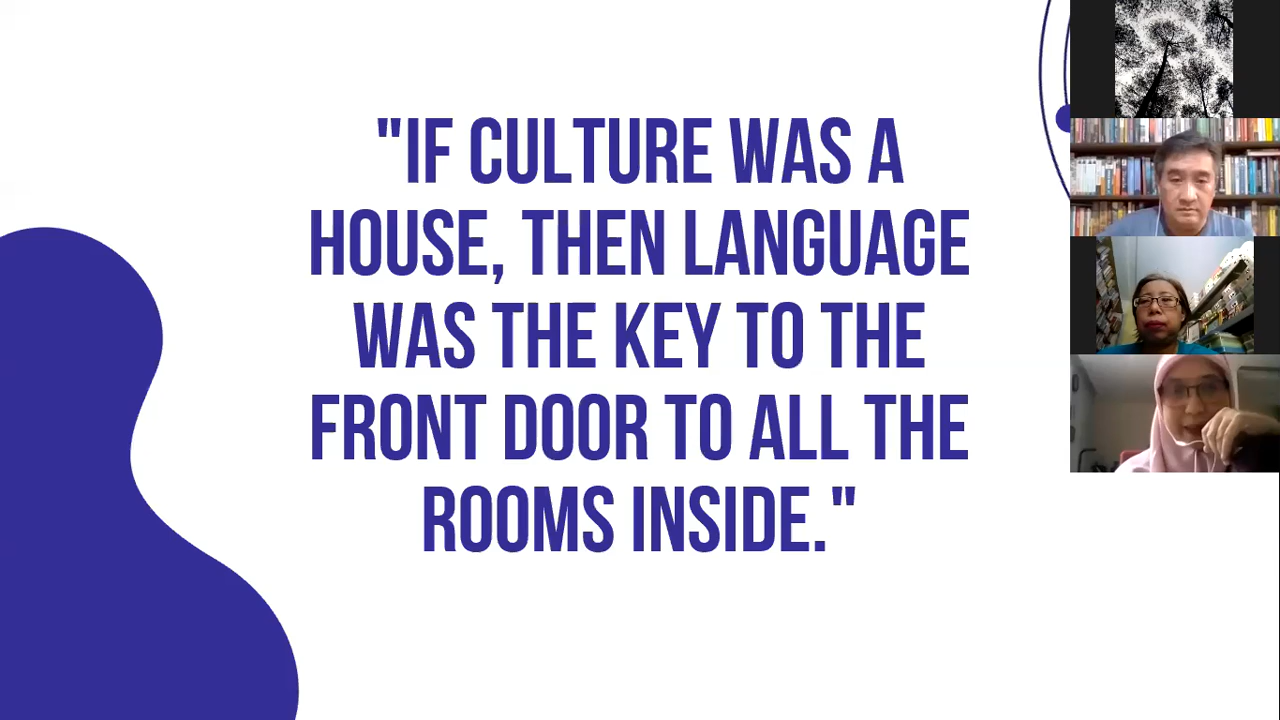 "IF CULTURE WAS A
HOUSE, THEN LANGUAGE
WAS THE KEY TO THE
FRONT DOOR TO ALL THE
ROOMS INSIDE."